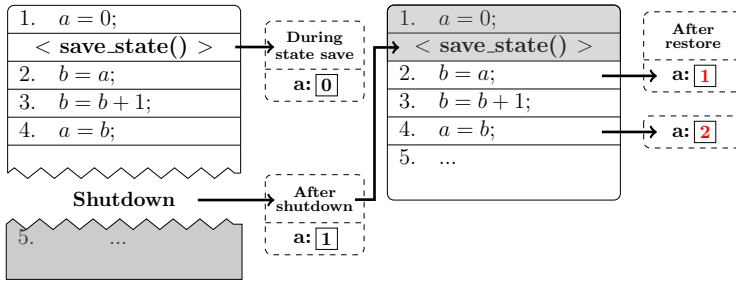 1. a = 0;
< save_state() >
2. b = a;
3. b = b + 1;
4. a = b;
Shutdown
5. ...
During
state save
a: 0
After
shutdown
a: 1
1. a = 0;
< save_state() >
2. b = a;
3. b = b + 1;
4. a = b;
5. ...
After
restore
a: 1
a: 2